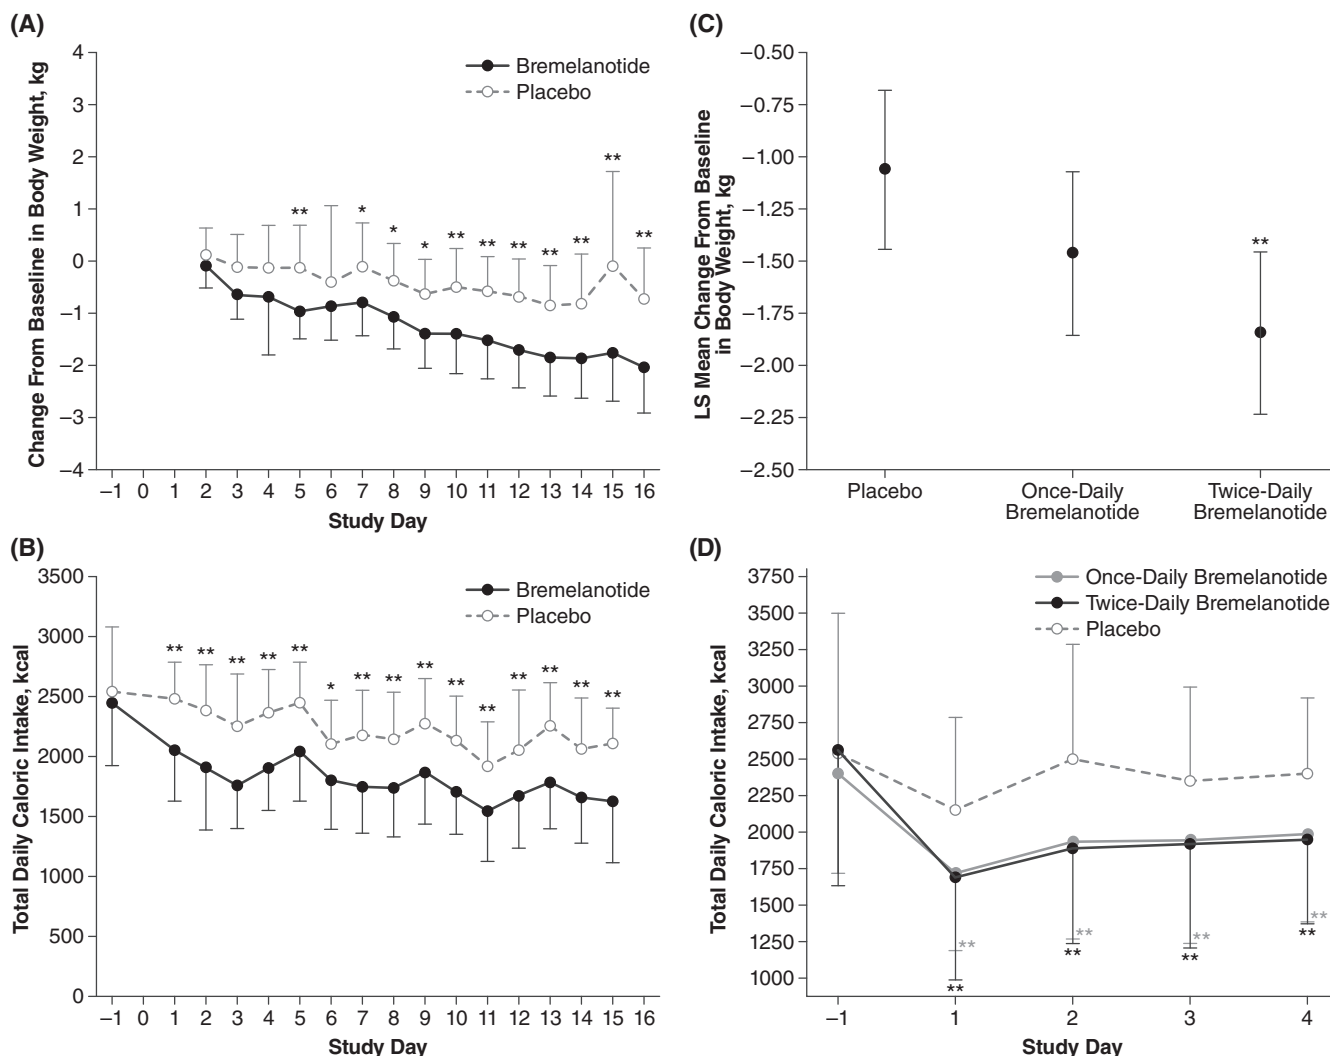 (A)
Change From Baseline in Body Weight, kg
4
3
2
1
0
–1
–2
–3
–4
Bremelanotide
Placebo
** * * * ** ** ** ** ** ** **
–1 0 1 2 3 4 5 6 7 8 9 10 11 12 13 14 15 16
Study Day
(C)
LS Mean Change From Baseline
in Body Weight, kg
–0.50
–0.75
–1.00
–1.25
–1.50
–1.75
–2.00
–2.25
–2.50
**
Placebo
Once-Daily
Bremelanotide
Twice-Daily
Bremelanotide
(B)
Total Daily Caloric Intake, kcal
3500
3000
2500
2000
1500
1000
500
0
Bremelanotide
Placebo
** ** ** ** ** * ** ** ** ** ** ** ** ** **
–1 0 1 2 3 4 5 6 7 8 9 10 11 12 13 14 15 16
Study Day
(D)
Total Daily Caloric Intake, kcal
3750
3500
3250
3000
2750
2500
2250
2000
1750
1500
1250
1000
Once-Daily Bremelanotide
Twice-Daily Bremelanotide
Placebo
** ** ** **
** ** ** **
–1 1 2 3 4
Study Day